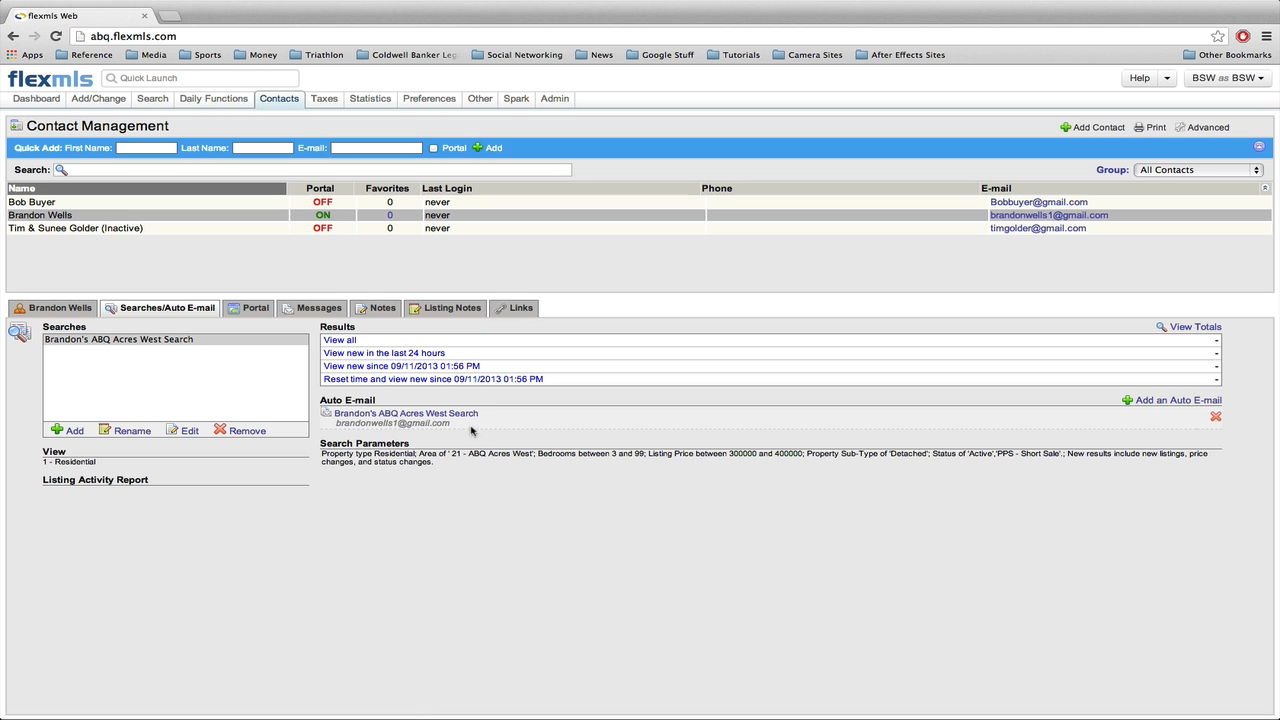 flexmls Web
abq.flexmls.com
Apps Reference Media Sports Money Triathlon Coldwell Banker Leg Social Networking News Google Stuff Tutorials Camera Sites After Effects Sites Other Bookmarks
flexmls Quick Launch Help BSW as BSW
Dashboard Add/Change Search Daily Functions Contacts Taxes Statistics Preferences Other Spark Admin
Contact Management Add Contact Print Advanced
Quick Add: First Name: Last Name: E-mail: Portal Add
Search: Group: All Contacts
Name Portal Favorites Last Login Phone E-mail
Bob Buyer OFF 0 never Bobbuyer@gmail.com
Brandon Wells ON 0 never brandonwells1@gmail.com
Tim & Sunee Golder (Inactive) OFF 0 never timgolder@gmail.com
Brandon Wells Searches/Auto E-mail Portal Messages Notes Listing Notes Links
Searches
Brandon's ABQ Acres West Search
Add Rename Edit Remove
View
1 - Residential
Listing Activity Report
Results View Totals
View all -
View new in the last 24 hours -
View new since 09/11/2013 01:56 PM -
Reset time and view new since 09/11/2013 01:56 PM -
Auto E-mail Add an Auto E-mail
Brandon's ABQ Acres West Search
brandonwells1@gmail.com
Search Parameters
Property type Residential; Area of ' 21 - ABQ Acres West'; Bedrooms between 3 and 99; Listing Price between 300000 and 400000; Property Sub-Type of 'Detached'; Status of 'Active','PPS - Short Sale'.; New results include new listings, price
changes, and status changes.